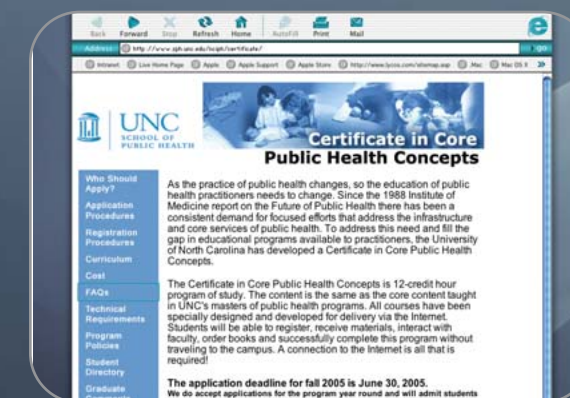 Back Forward Stop Refresh Home AutoFill Print Mail
Address http://www.sph.unc.edu/nciph/certificate/ go
Intranet Live Home Page Apple Apple Support Apple Store http://www.lycos.com/sitemap.asp .Mac Mac OS X
UNC
SCHOOL OF
PUBLIC HEALTH
Certificate in Core
Public Health Concepts
Who Should
Apply?
Application
Procedures
Registration
Procedures
Curriculum
Cost
FAQs
Technical
Requirements
Program
Policies
Student
Directory
Graduate
As the practice of public health changes, so the education of public
health practitioners needs to change. Since the 1988 Institute of
Medicine report on the Future of Public Health there has been a
consistent demand for focused efforts that address the infrastructure
and core services of public health. To address this need and fill the
gap in educational programs available to practitioners, the University
of North Carolina has developed a Certificate in Core Public Health
Concepts.
The Certificate in Core Public Health Concepts is 12-credit hour
program of study. The content is the same as the core content taught
in UNC's masters of public health programs. All courses have been
specially designed and developed for delivery via the Internet.
Students will be able to register, receive materials, interact with
faculty, order books and successfully complete this program without
traveling to the campus. A connection to the Internet is all that is
required!
The application deadline for fall 2005 is June 30, 2005.
We do accept applications for the program year round and will admit students